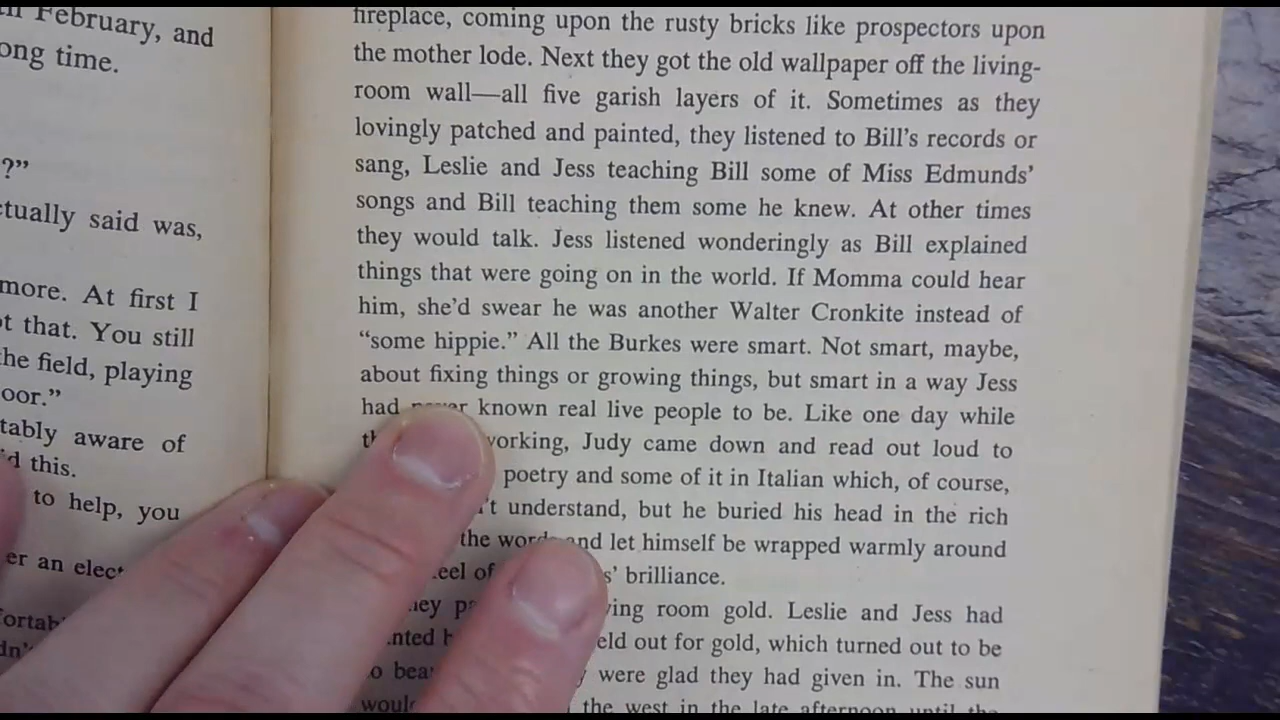 February, and
ong time.
?"
ctually said was,
more. At first I
t that. You still
he field, playing
oor."
tably aware of
d this.
to help, you
er an elect
fireplace, coming upon the rusty bricks like prospectors upon
the mother lode. Next they got the old wallpaper off the living-
room wall—all five garish layers of it. Sometimes as they
lovingly patched and painted, they listened to Bill's records or
sang, Leslie and Jess teaching Bill some of Miss Edmunds'
songs and Bill teaching them some he knew. At other times
they would talk. Jess listened wonderingly as Bill explained
things that were going on in the world. If Momma could hear
him, she'd swear he was another Walter Cronkite instead of
"some hippie." All the Burkes were smart. Not smart, maybe,
about fixing things or growing things, but smart in a way Jess
had never known real live people to be. Like one day while
working, Judy came down and read out loud to
poetry and some of it in Italian which, of course,
't understand, but he buried his head in the rich
the words and let himself be wrapped warmly around
eel of s' brilliance.
ey ving room gold. Leslie and Jess had
nted eld out for gold, which turned out to be
o were glad they had given in. The sun
the west in the late afternoon until the